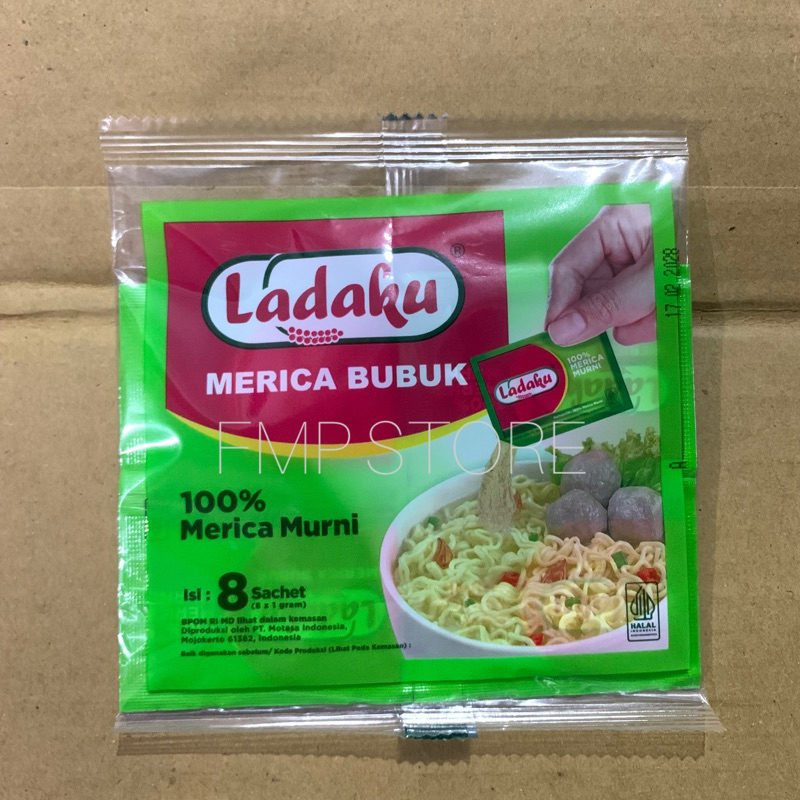 Ladaku ®
MERICA BUBUK
17 02 2028
Ladaku
100%
MERICA
MURNI
FMP STORE
100%
Merica Murni
Isi : 8 Sachet
(8 x 1 gram)
BPOM RI MD lihat dalam kemasan
Diproduksi oleh PT. Motasa Indonesia,
Mojokerto 61382, Indonesia
Baik digunakan sebelum/ Kode Produksi (Lihat Pada Kemasan) :
HALAL
INDONESIA